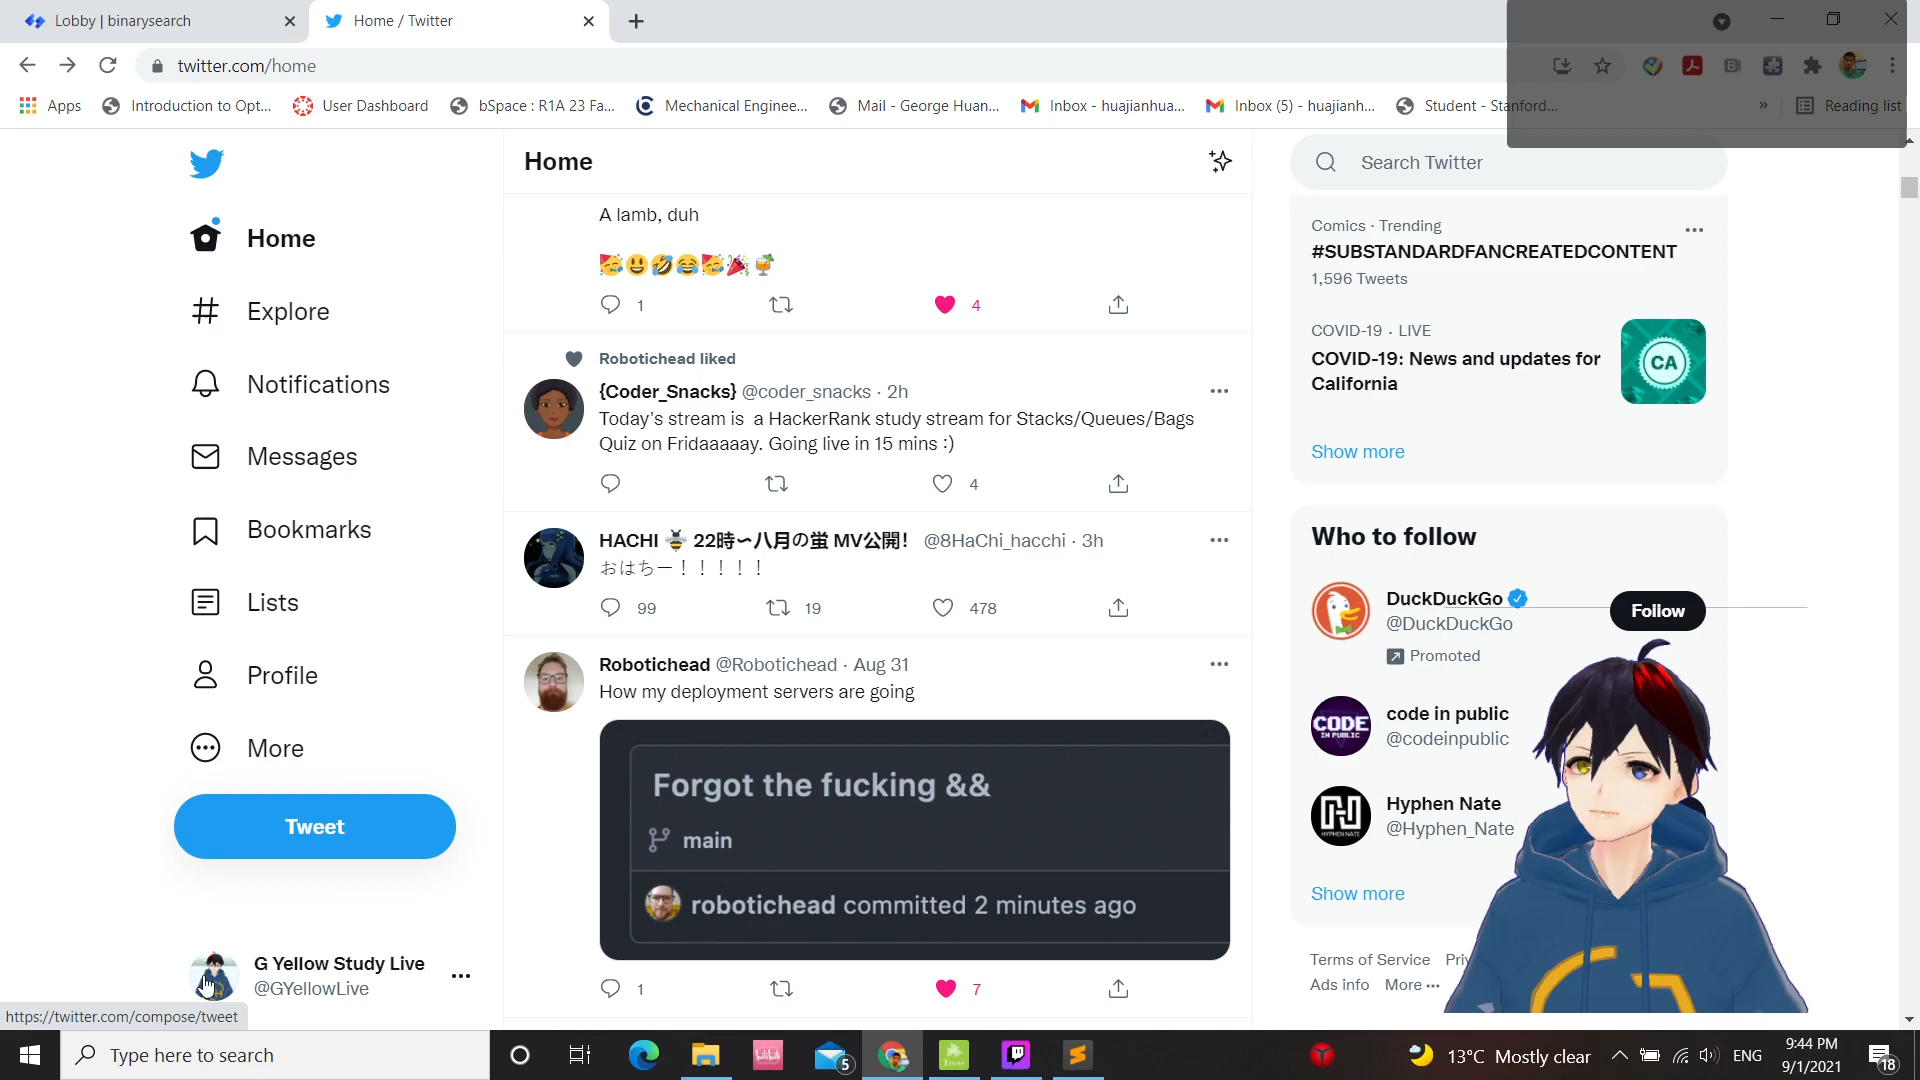 Lobby | binarysearch
Home / Twitter
twitter.com/home
Apps
Introduction to Opt...
User Dashboard
bSpace : R1A 23 Fa...
Mechanical Enginee...
Mail - George Huan...
Inbox - huajianhua...
Inbox (5) - huajianh...
Student - Stanford...
»
Reading list
Home
Explore
Notifications
Messages
Bookmarks
Lists
Profile
More
Tweet
G Yellow Study Live
@GYellowLive
https://twitter.com/compose/tweet
Home
A lamb, duh
🥳😃🤣😂🥳🎉🍹
1
4
Robotichead liked
{Coder_Snacks} @coder_snacks · 2h
Today's stream is a HackerRank study stream for Stacks/Queues/Bags
Quiz on Fridaaaaay. Going live in 15 mins :)
4
HACHI 🐝 22時〜八月の蛍 MV公開! @8HaChi_hacchi · 3h
おはちー!!!!!
99
19
478
Robotichead @Robotichead · Aug 31
How my deployment servers are going
Forgot the fucking &&
main
robotichead committed 2 minutes ago
1
7
Search Twitter
Comics · Trending
#SUBSTANDARDFANCREATEDCONTENT
1,596 Tweets
COVID-19 · LIVE
COVID-19: News and updates for
California
CA
Show more
Who to follow
DuckDuckGo
@DuckDuckGo
Follow
Promoted
CODE
IN PUBLIC
code in public
@codeinpublic
HYPHEN NATE
Hyphen Nate
@Hyphen_Nate
Show more
Terms of Service Priv
Ads info More ...
Type here to search
5
13°C Mostly clear
ENG
9:44 PM
9/1/2021
18